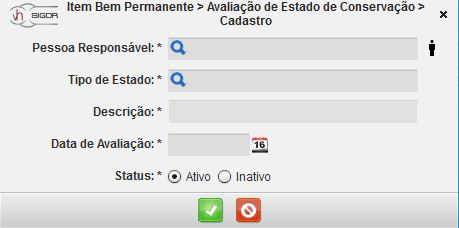 vh SIGOR
Item Bem Permanente > Avaliação de Estado de Conservação >
Cadastro
Pessoa Responsável: *
Tipo de Estado: *
Descrição: *
Data de Avaliação: * 16
Status: * Ativo Inativo